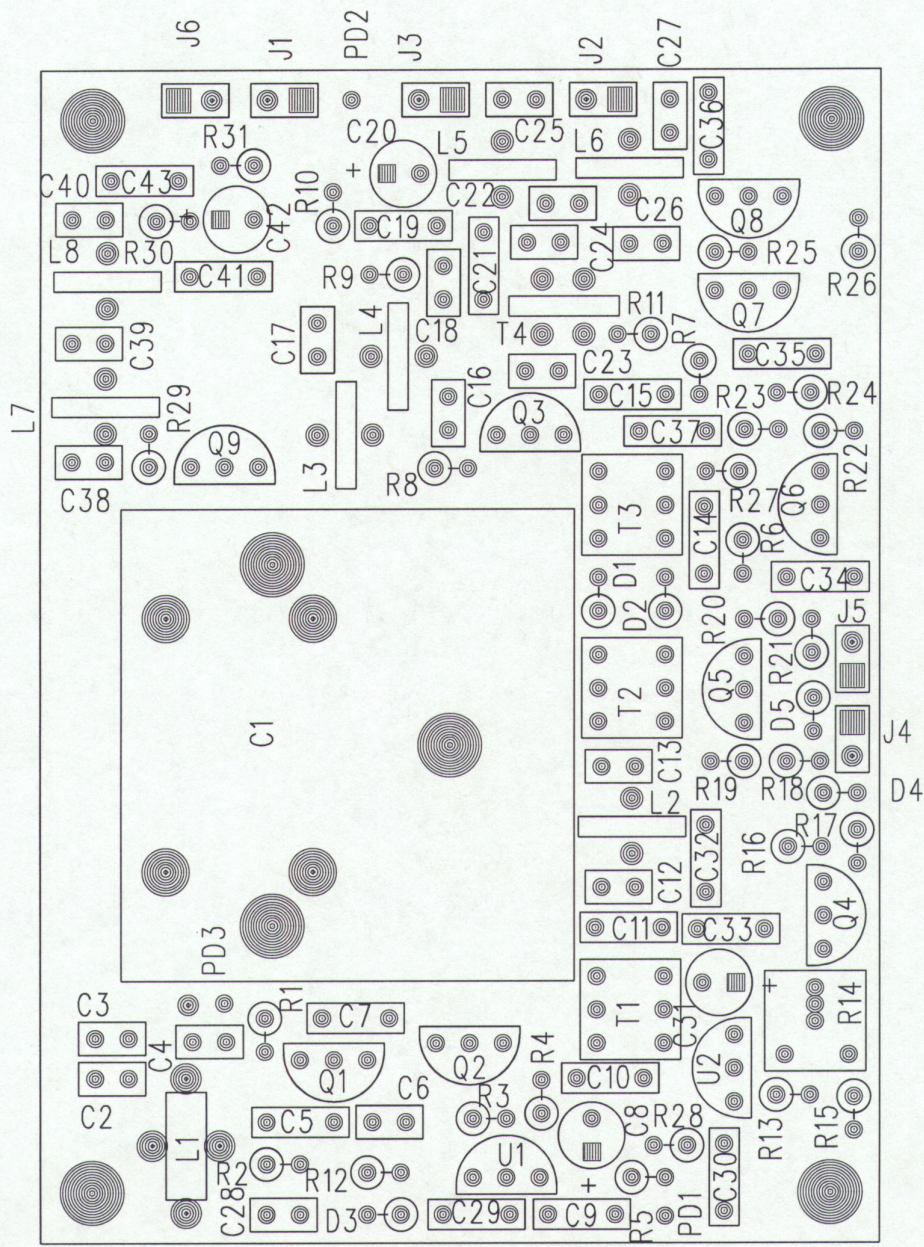 J6
J1
PD2
J3
J2
C27
R31
C20
L5
C25
L6
C36
C40
C43
+
R10
C22
+
C42
C19
C26
Q8
L8
R30
C41
R9
C21
C24
R25
R26
C39
C17
L4
C18
T4
R11
R7
Q7
C23
C35
L7
R29
Q9
L3
C16
Q3
C15
R23
R24
C37
C38
R8
T3
C14
R27
Q6
R22
R6
D1
C34
D2
R20
J5
C1
T2
Q5
R21
D5
J4
C13
R19
R18
D4
L2
R16
R17
C12
C32
PD3
C11
C33
Q4
C3
C4
R1
C7
T1
C31
+
R14
C2
Q1
Q2
R4
C10
U2
L1
C5
C6
R3
C8
R28
R13
R15
R2
R12
U1
+
C28
D3
C29
C9
R5
PD1
C30